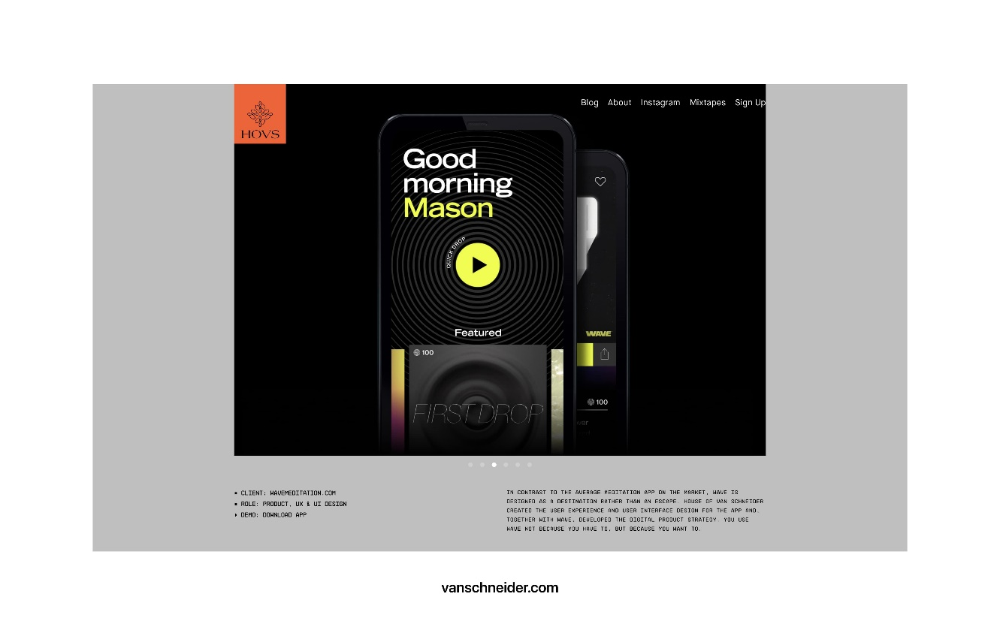 HOVS
Blog About Instagram Mixtapes Sign Up
Good
morning
Mason
QUICK DROP
Featured
100
FIRST DROP
WAVE
100
CLIENT: WAVEMEDITATION.COM
ROLE: PRODUCT, UX & UI DESIGN
DEMO: DOWNLOAD APP
IN CONTRAST TO THE AVERAGE MEDITATION APP ON THE MARKET, WAVE IS
DESIGNED AS A DESTINATION RATHER THAN AN ESCAPE. HOUSE OF VAN SCHNEIDER
CREATED THE USER EXPERIENCE AND USER INTERFACE DESIGN FOR THE APP AND,
TOGETHER WITH WAVE, DEVELOPED THE DIGITAL PRODUCT STRATEGY. YOU USE
WAVE NOT BECAUSE YOU HAVE TO, BUT BECAUSE YOU WANT TO.
vanschneider.com